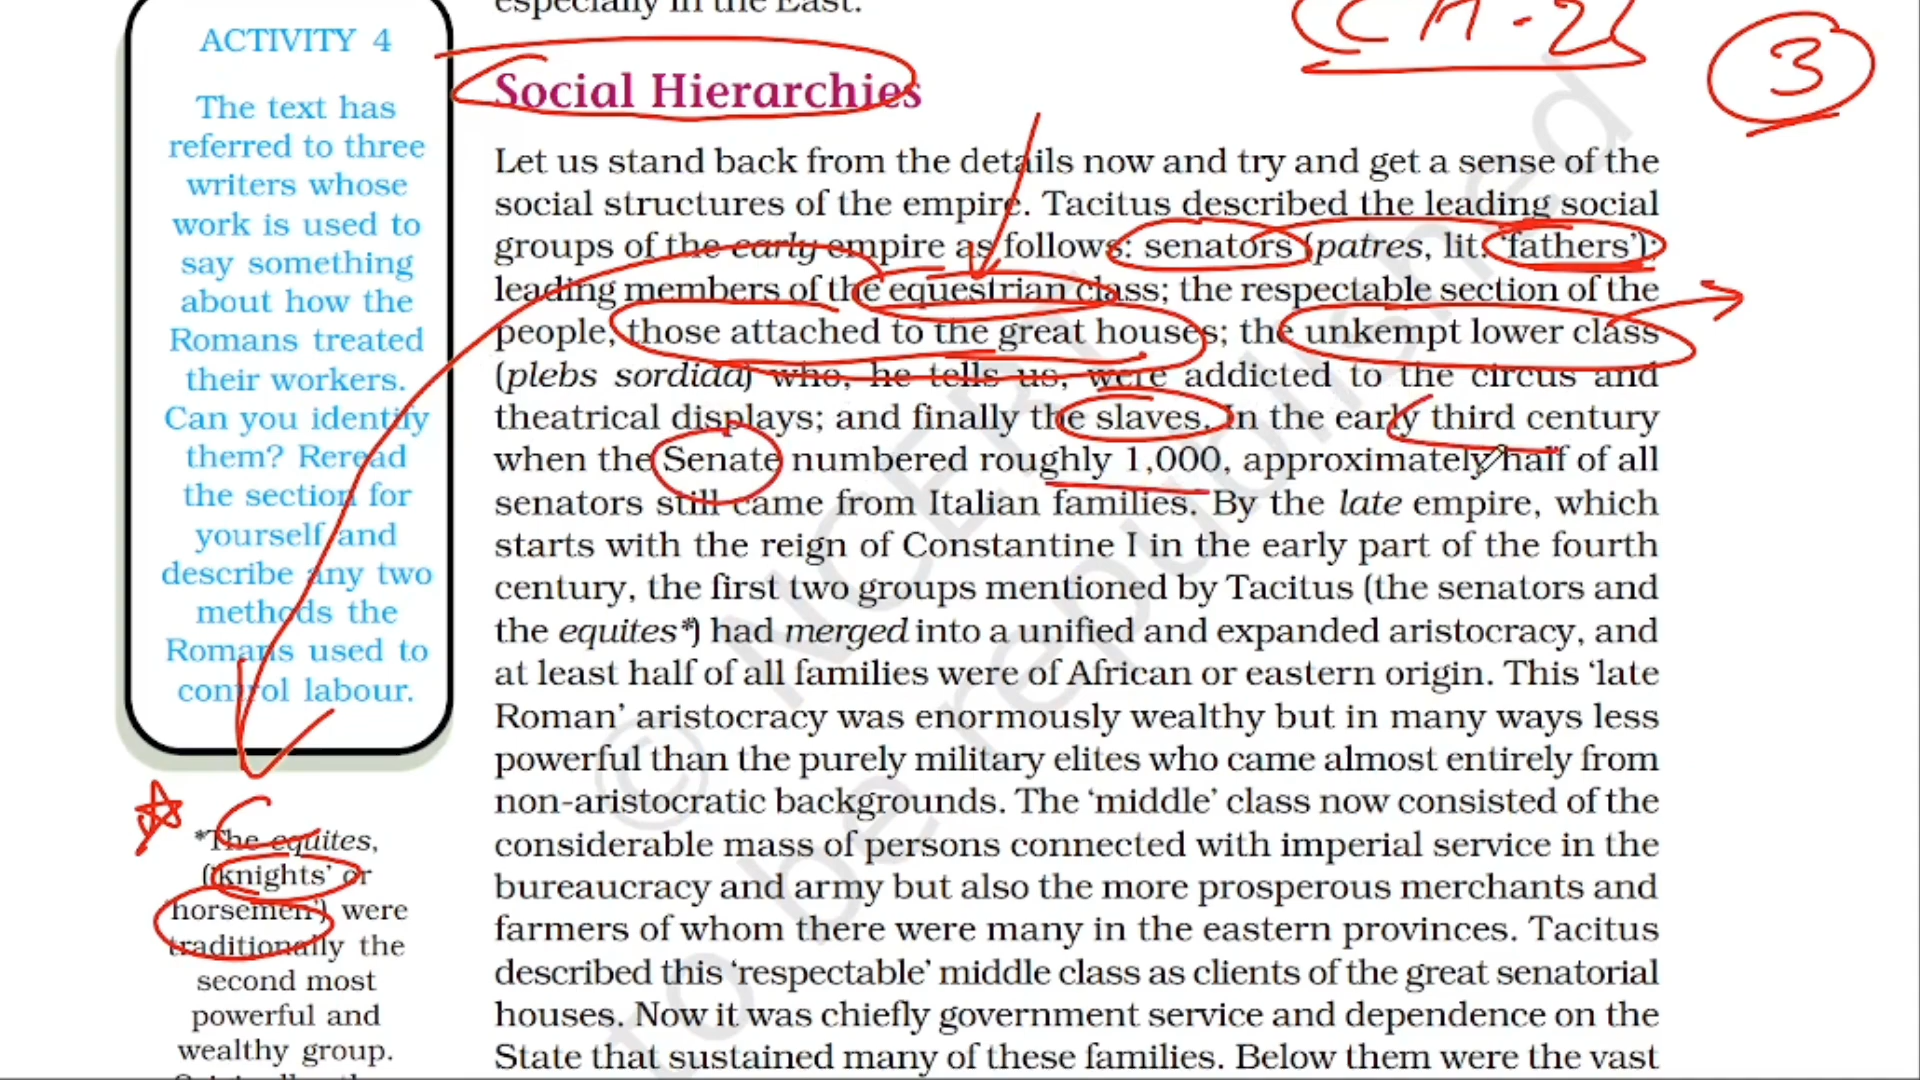 especially in the East.
CH-2
3
ACTIVITY 4
The text has
referred to three
writers whose
work is used to
say something
about how the
Romans treated
their workers.
Can you identify
them? Reread
the section for
yourself and
describe any two
methods the
Romans used to
control labour.
*The equites,
('knights' or
'horsemen') were
traditionally the
second most
powerful and
wealthy group.
Social Hierarchies
Let us stand back from the details now and try and get a sense of the
social structures of the empire. Tacitus described the leading social
groups of the early empire as follows: senators (patres, lit. 'fathers');
leading members of the equestrian class; the respectable section of the
people, those attached to the great houses; the unkempt lower class
(plebs sordida) who, he tells us, were addicted to the circus and
theatrical displays; and finally the slaves. In the early third century
when the Senate numbered roughly 1,000, approximately half of all
senators still came from Italian families. By the late empire, which
starts with the reign of Constantine I in the early part of the fourth
century, the first two groups mentioned by Tacitus (the senators and
the equites*) had merged into a unified and expanded aristocracy, and
at least half of all families were of African or eastern origin. This 'late
Roman' aristocracy was enormously wealthy but in many ways less
powerful than the purely military elites who came almost entirely from
non-aristocratic backgrounds. The 'middle' class now consisted of the
considerable mass of persons connected with imperial service in the
bureaucracy and army but also the more prosperous merchants and
farmers of whom there were many in the eastern provinces. Tacitus
described this 'respectable' middle class as clients of the great senatorial
houses. Now it was chiefly government service and dependence on the
State that sustained many of these families. Below them were the vast
© NCERT
to be republished